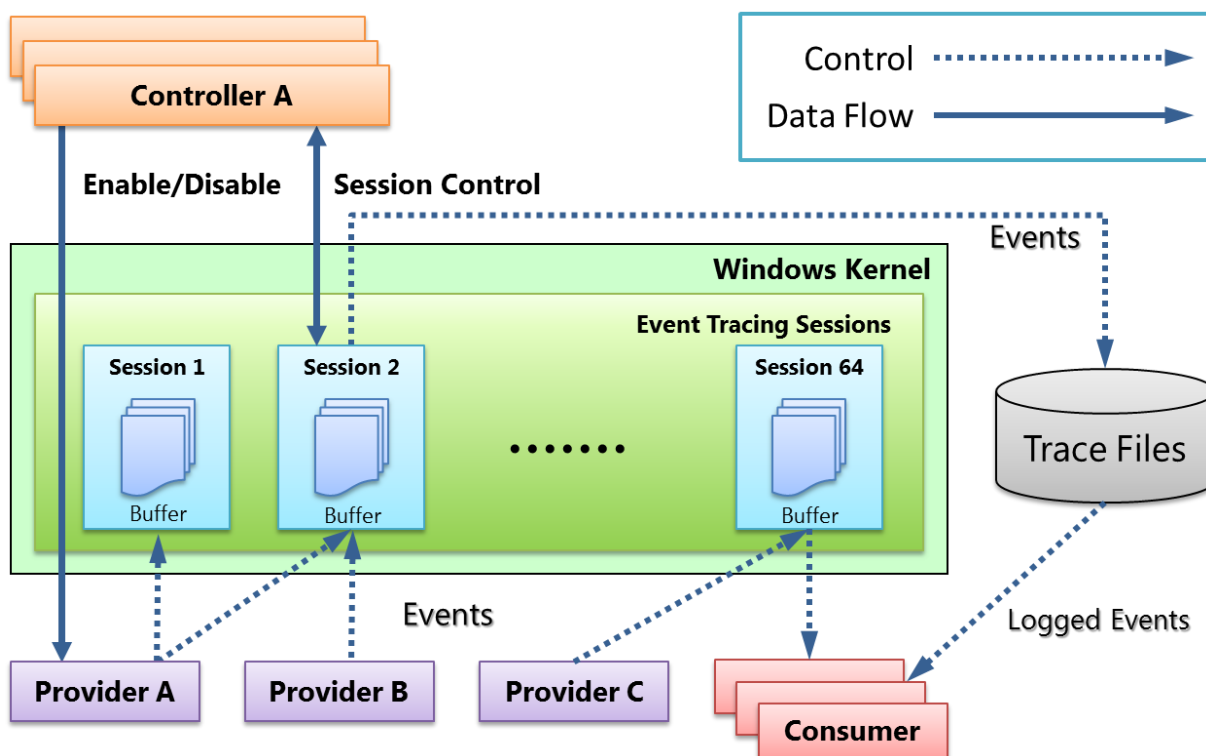 Controller A
Control
Data Flow
Enable/Disable
Session Control
Events
Windows Kernel
Event Tracing Sessions
Session 1
Session 2
Session 64
.......
Buffer
Buffer
Buffer
Trace Files
Events
Logged Events
Provider A
Provider B
Provider C
Consumer